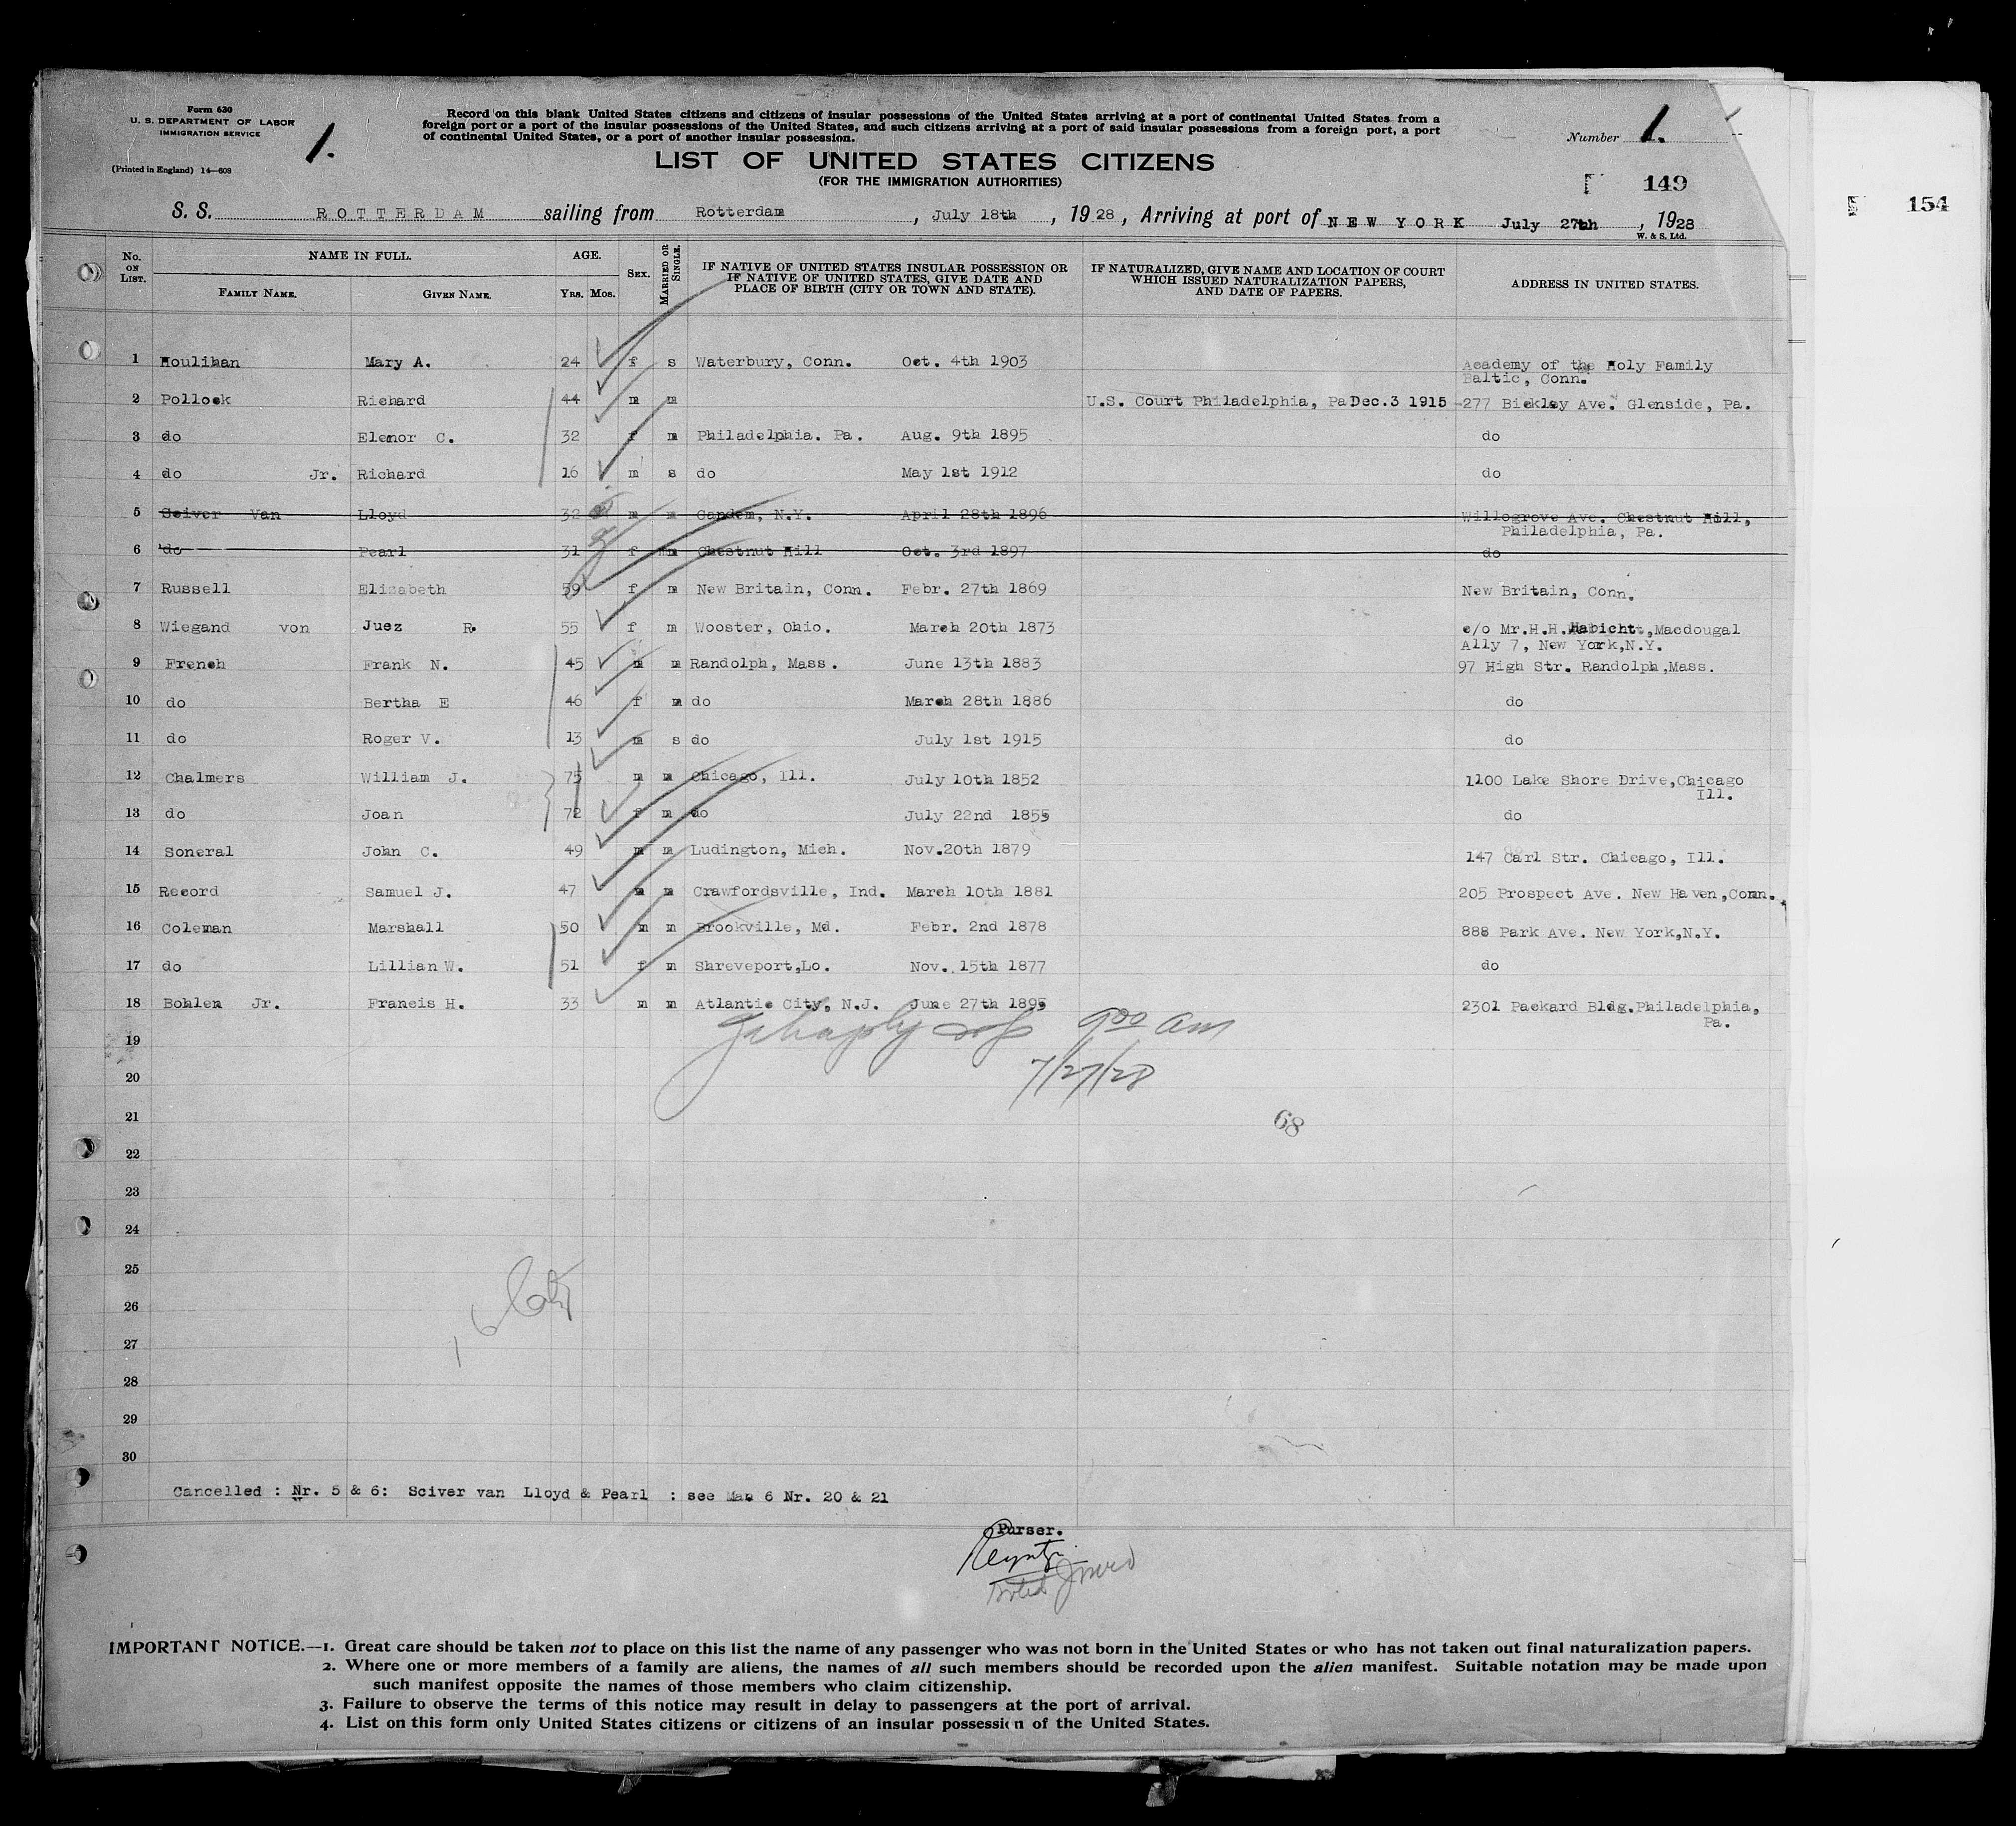 Form 630
U. S. DEPARTMENT OF LABOR
IMMIGRATION SERVICE
(Printed in England) 14—608
1.
Record on this blank United States citizens and citizens of insular possessions of the United States arriving at a port of continental United States from a
foreign port or a port of the insular possessions of the United States, and such citizens arriving at a port of said insular possessions from a foreign port, a port
of continental United States, or a port of another insular possession.
Number 1.
LIST OF UNITED STATES CITIZENS
(FOR THE IMMIGRATION AUTHORITIES)
149
154
S. S. ROTTERDAM sailing from Rotterdam, July 18th, 1928, Arriving at port of NEW YORK July 27th, 1928
W. & S. Ltd.
No. ON LIST. NAME IN FULL. AGE. SEX. MARRIED OR SINGLE. IF NATIVE OF UNITED STATES INSULAR POSSESSION OR IF NATIVE OF UNITED STATES, GIVE DATE AND PLACE OF BIRTH (CITY OR TOWN AND STATE). IF NATURALIZED, GIVE NAME AND LOCATION OF COURT WHICH ISSUED NATURALIZATION PAPERS, AND DATE OF PAPERS. ADDRESS IN UNITED STATES.
FAMILY NAME. GIVEN NAME. YRS. MOS.
1 Houlihan Mary A. 24 f s Waterbury, Conn. Oct. 4th 1903 Academy of the Holy Family
Baltic, Conn.
2 Pollock Richard 44 m m U.S. Court Philadelphia, Pa Dec. 3 1915 277 Bickley Ave. Glenside, Pa.
3 do Elenor C. 32 f m Philadelphia. Pa. Aug. 9th 1895 do
4 do Jr. Richard 16 m s do May 1st 1912 do
5 Sciver Van Lloyd 32 m m Camdem, N.Y. April 28th 1896 Willogrove Ave. Chestnut Hill,
Philadelphia, Pa.
6 do Pearl 31 f m Chestnut Hill Oct. 3rd 1897 do
7 Russell Elizabeth 59 f m New Britain, Conn. Febr. 27th 1869 New Britain, Conn.
8 Wiegand von Juez R. 55 f m Wooster, Ohio. March 20th 1873 c/o Mr.H.H.Habicht, Macdougal
Ally 7, New York,N.Y.
9 French Frank N. 45 m m Randolph, Mass. June 13th 1883 97 High Str. Randolph,Mass.
10 do Bertha E 46 f m do March 28th 1886 do
11 do Roger V. 13 m s do July 1st 1915 do
12 Chalmers William J. 75 m m Chicago, Ill. July 10th 1852 1100 Lake Shore Drive,Chicago
Ill.
13 do Joan 72 f m do July 22nd 1855 do
14 Soneral John C. 49 m m Ludington, Mich. Nov.20th 1879 147 Carl Str. Chicago, Ill.
15 Record Samuel J. 47 m m Crawfordsville, Ind. March 10th 1881 205 Prospect Ave. New Haven,Conn.
16 Coleman Marshall 50 m m Brookville, Md. Febr. 2nd 1878 888 Park Ave. New York,N.Y.
17 do Lillian W. 51 f m Shreveport,Lo. Nov. 15th 1877 do
18 Bohlen Jr. Francis H. 33 m m Atlantic City, N.J. June 27th 1895 2301 Packard Bldg.Philadelphia,
Pa.
9 00 am
19
7/27/28
20
21
68
22
23
24
25
26
27
28
29
30
Cancelled : Nr. 5 & 6: Sciver van Lloyd & Pearl : see Man 6 Nr. 20 & 21
Purser.
IMPORTANT NOTICE.—1. Great care should be taken not to place on this list the name of any passenger who was not born in the United States or who has not taken out final naturalization papers.
2. Where one or more members of a family are aliens, the names of all such members should be recorded upon the alien manifest. Suitable notation may be made upon
such manifest opposite the names of those members who claim citizenship.
3. Failure to observe the terms of this notice may result in delay to passengers at the port of arrival.
4. List on this form only United States citizens or citizens of an insular possession of the United States.